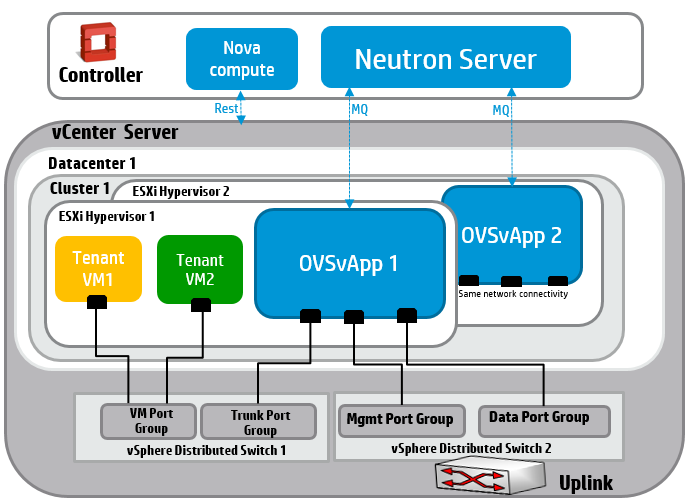 Controller
Nova
compute
Neutron Server
Rest
MQ
MQ
vCenter Server
Datacenter 1
Cluster 1
ESXi Hypervisor 2
ESXi Hypervisor 1
Tenant
VM1
Tenant
VM2
OVSvApp 1
OVSvApp 2
Same network connectivity
VM Port
Group
Trunk Port
Group
Mgmt Port Group
Data Port Group
vSphere Distributed Switch 1
vSphere Distributed Switch 2
Uplink